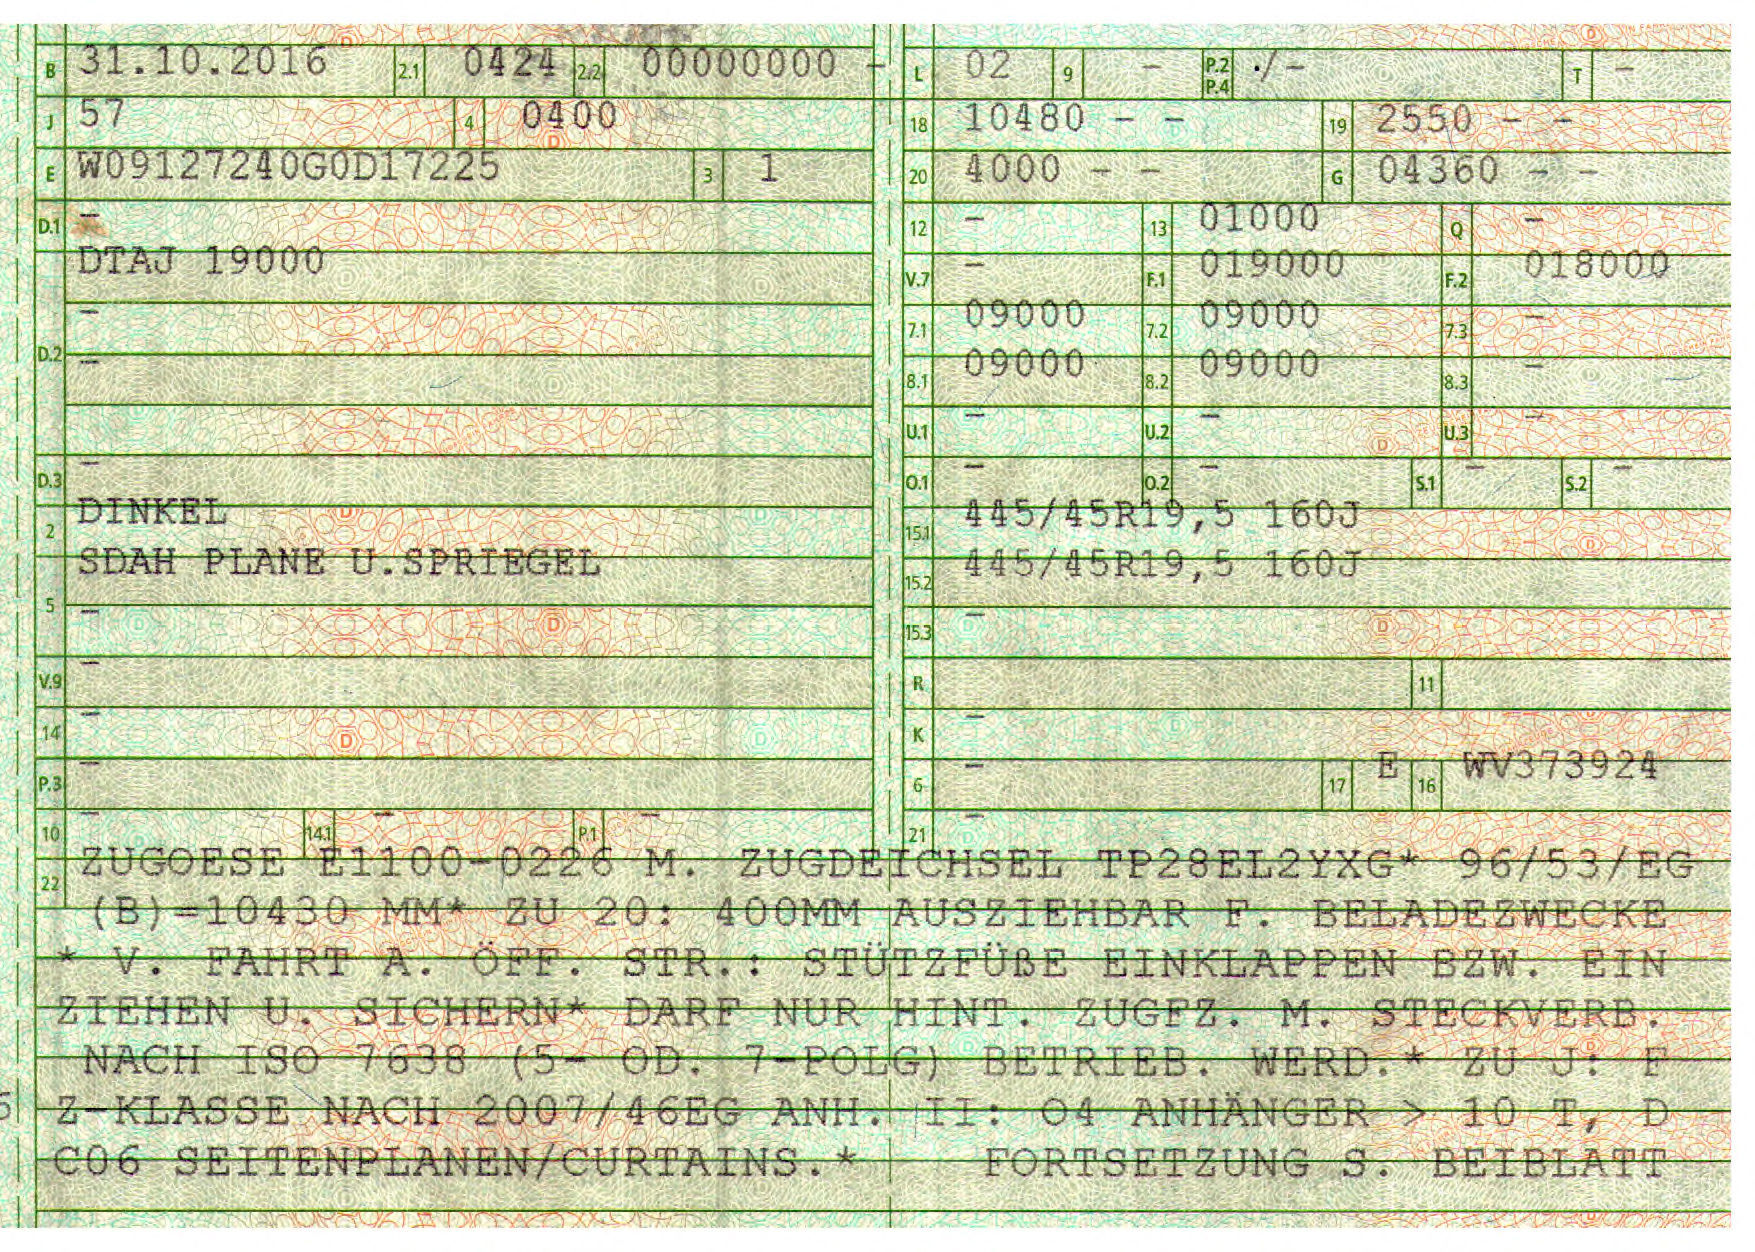 B 31.10.2016 2.1 0424 2.2 00000000 -
J 57 4 0400
E W09127240G0D17225 3 1
D.1 -
DTAJ 19000
-
D.2 -
D.3 -
2 DINKEL
SDAH PLANE U.SPRIEGEL
5 -
V.9 -
14 -
P.3 -
10 - 14.1 - P.1 -
L 02 9 - P.2 P.4 ./- T -
18 10480 - - 19 2550 - -
20 4000 - - G 04360 - -
12 - 13 01000 Q -
V.7 - F.1 019000 F.2 018000
7.1 09000 7.2 09000 7.3 -
8.1 09000 8.2 09000 8.3 -
U.1 - U.2 - U.3 -
O.1 - O.2 - S.1 - S.2 -
15.1 445/45R19,5 160J
15.2 445/45R19,5 160J
15.3 -
R 11
K -
6 - 17 E 16 WV373924
21 -
22 ZUGOESE E1100-0226 M. ZUGDEICHSEL TP28EL2YXG* 96/53/EG
(B)=10430 MM* ZU 20: 400MM AUSZIEHBAR F. BELADEZWECKE
* V. FAHRT A. ÖFF. STR.: STÜTZFÜßE EINKLAPPEN BZW. EIN
ZIEHEN U. SICHERN* DARF NUR HINT. ZUGFZ. M. STECKVERB.
NACH ISO 7638 (5- OD. 7-POLG) BETRIEB. WERD.* ZU J: F
Z-KLASSE NACH 2007/46EG ANH. II: O4 ANHÄNGER > 10 T, D
C06 SEITENPLANEN/CURTAINS.* FORTSETZUNG S. BEIBLATT